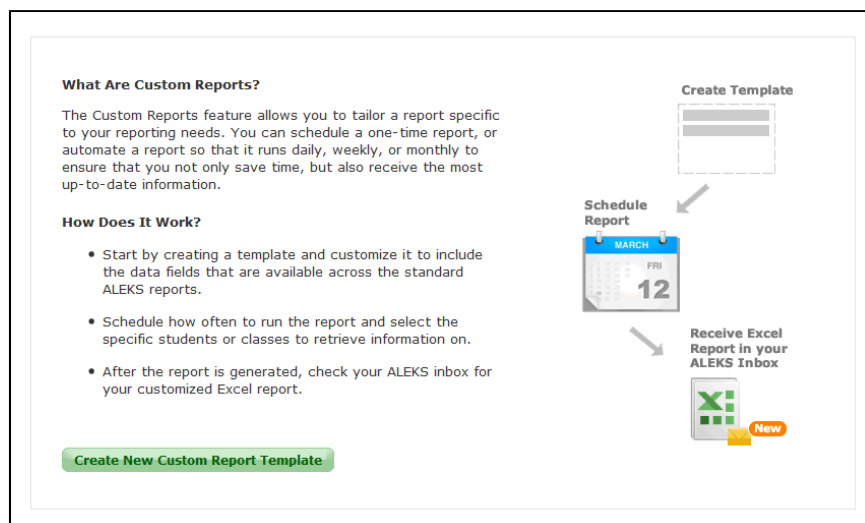 What Are Custom Reports?
The Custom Reports feature allows you to tailor a report specific
to your reporting needs. You can schedule a one-time report, or
automate a report so that it runs daily, weekly, or monthly to
ensure that you not only save time, but also receive the most
up-to-date information.
How Does It Work?
• Start by creating a template and customize it to include
the data fields that are available across the standard
ALEKS reports.
• Schedule how often to run the report and select the
specific students or classes to retrieve information on.
• After the report is generated, check your ALEKS inbox for
your customized Excel report.
Create New Custom Report Template
Create Template
Schedule
Report
MARCH
FRI
12
Receive Excel
Report in your
ALEKS Inbox
X
New